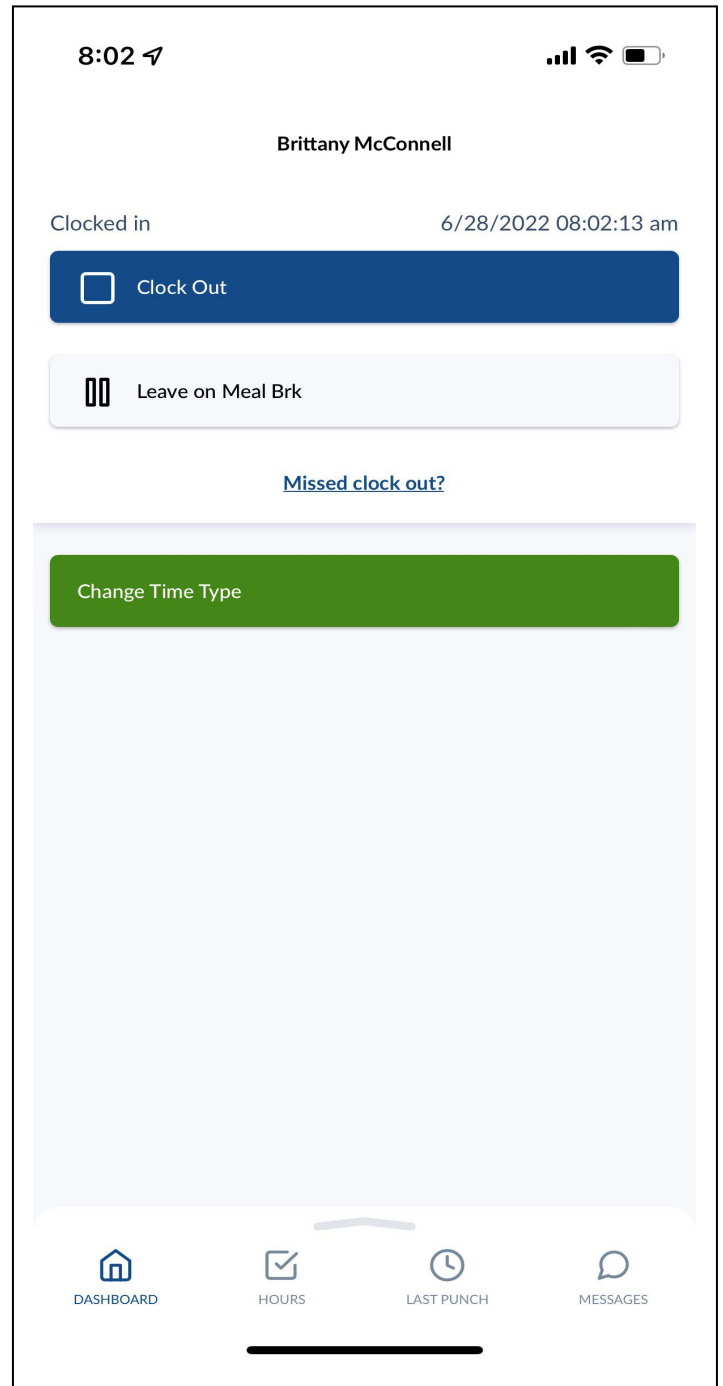 8:02
Brittany McConnell
Clocked in 6/28/2022 08:02:13 am
Clock Out
Leave on Meal Brk
Missed clock out?
Change Time Type
DASHBOARD HOURS LAST PUNCH MESSAGES